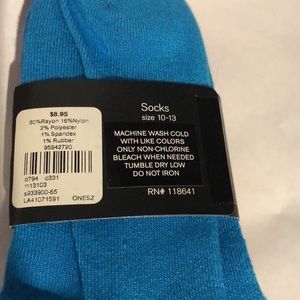 $8.95
80%Rayon 16%Nylon
2% Polyester
1% Spandex
1% Rubber
95942720
d794 c331
m13103
s933900-65
LA41071591 ONESZ
Socks
size 10-13
MACHINE WASH COLD
WITH LIKE COLORS
ONLY NON-CHLORINE
BLEACH WHEN NEEDED
TUMBLE DRY LOW
DO NOT IRON
RN# 118641